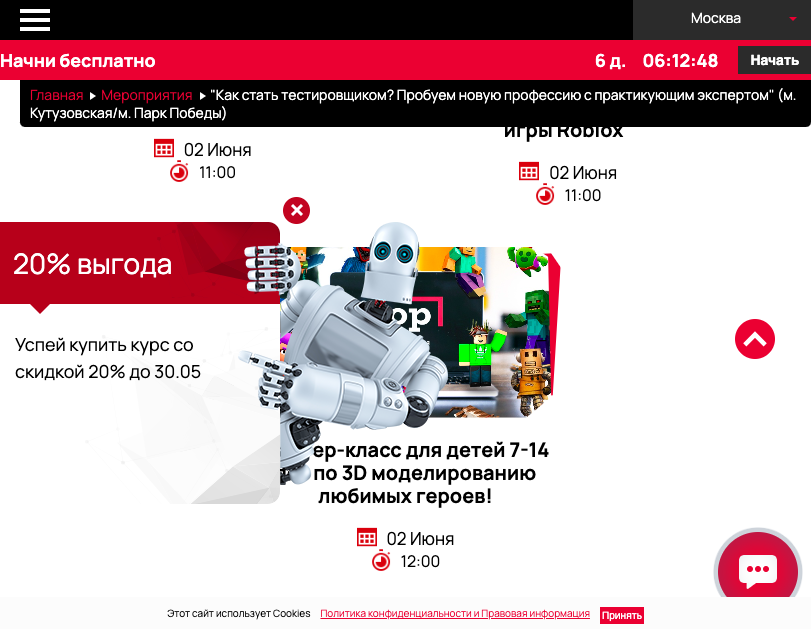 Москва
Начни бесплатно
6 д. 06:12:48 Начать
Главная Мероприятия "Как стать тестировщиком? Пробуем новую профессию с практикующим экспертом" (м.
Кутузовская/м. Парк Победы)
игры Roblox
02 Июня
11:00
02 Июня
11:00
20% выгода
Успей купить курс со
скидкой 20% до 30.05
op
ер-класс для детей 7-14
по 3D моделированию
любимых героев!
02 Июня
12:00
Этот сайт использует Cookies Политика конфиденциальности и Правовая информация Принять